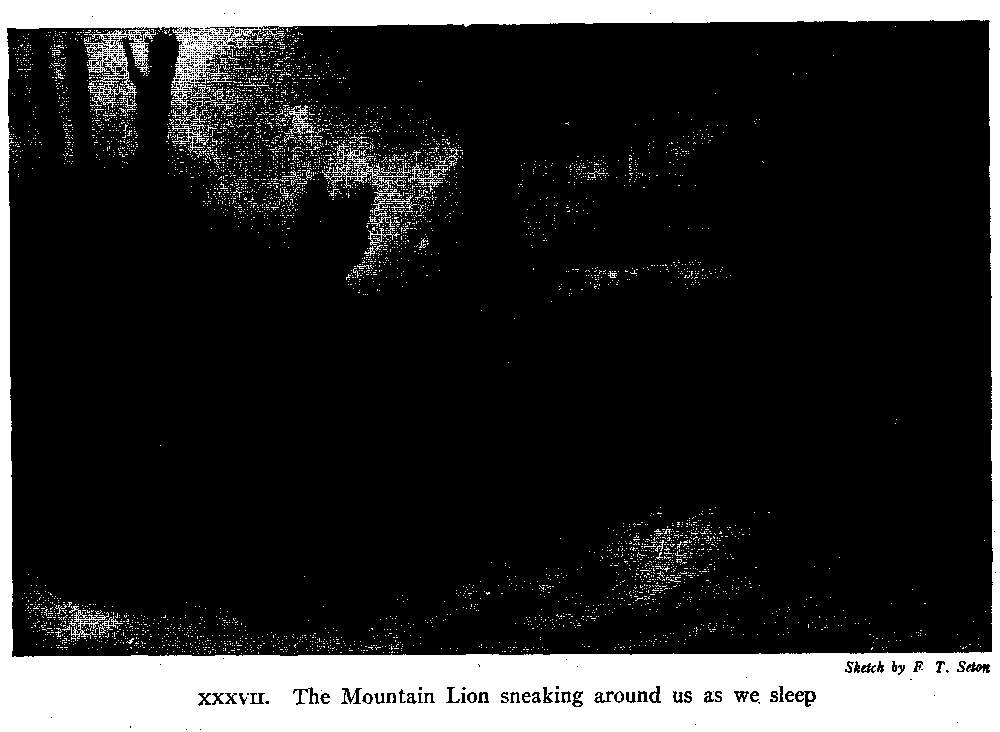 Sketch by E. T. Seton
XXXVII. The Mountain Lion sneaking around us as we sleep